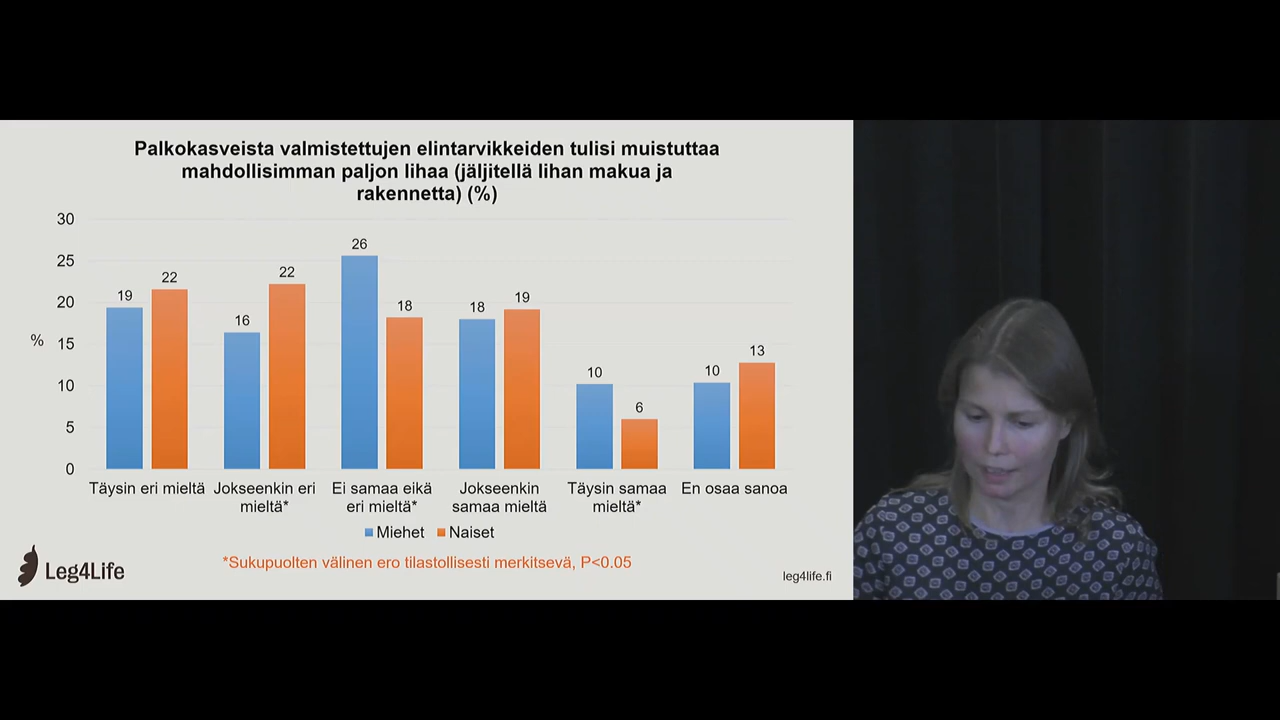 Palkokasveista valmistettujen elintarvikkeiden tulisi muistuttaa
mahdollisimman paljon lihaa (jäljitellä lihan makua ja
rakennetta) (%)
30
25
20
15
10
5
0
%
19
22
16
22
26
18
18
19
10
6
10
13
Täysin eri mieltä
Jokseenkin eri
mieltä*
Ei samaa eikä
eri mieltä*
Jokseenkin
samaa mieltä
Täysin samaa
mieltä*
En osaa sanoa
Miehet
Naiset
*Sukupuolten välinen ero tilastollisesti merkitsevä, P<0.05
Leg4Life
leg4life.fi